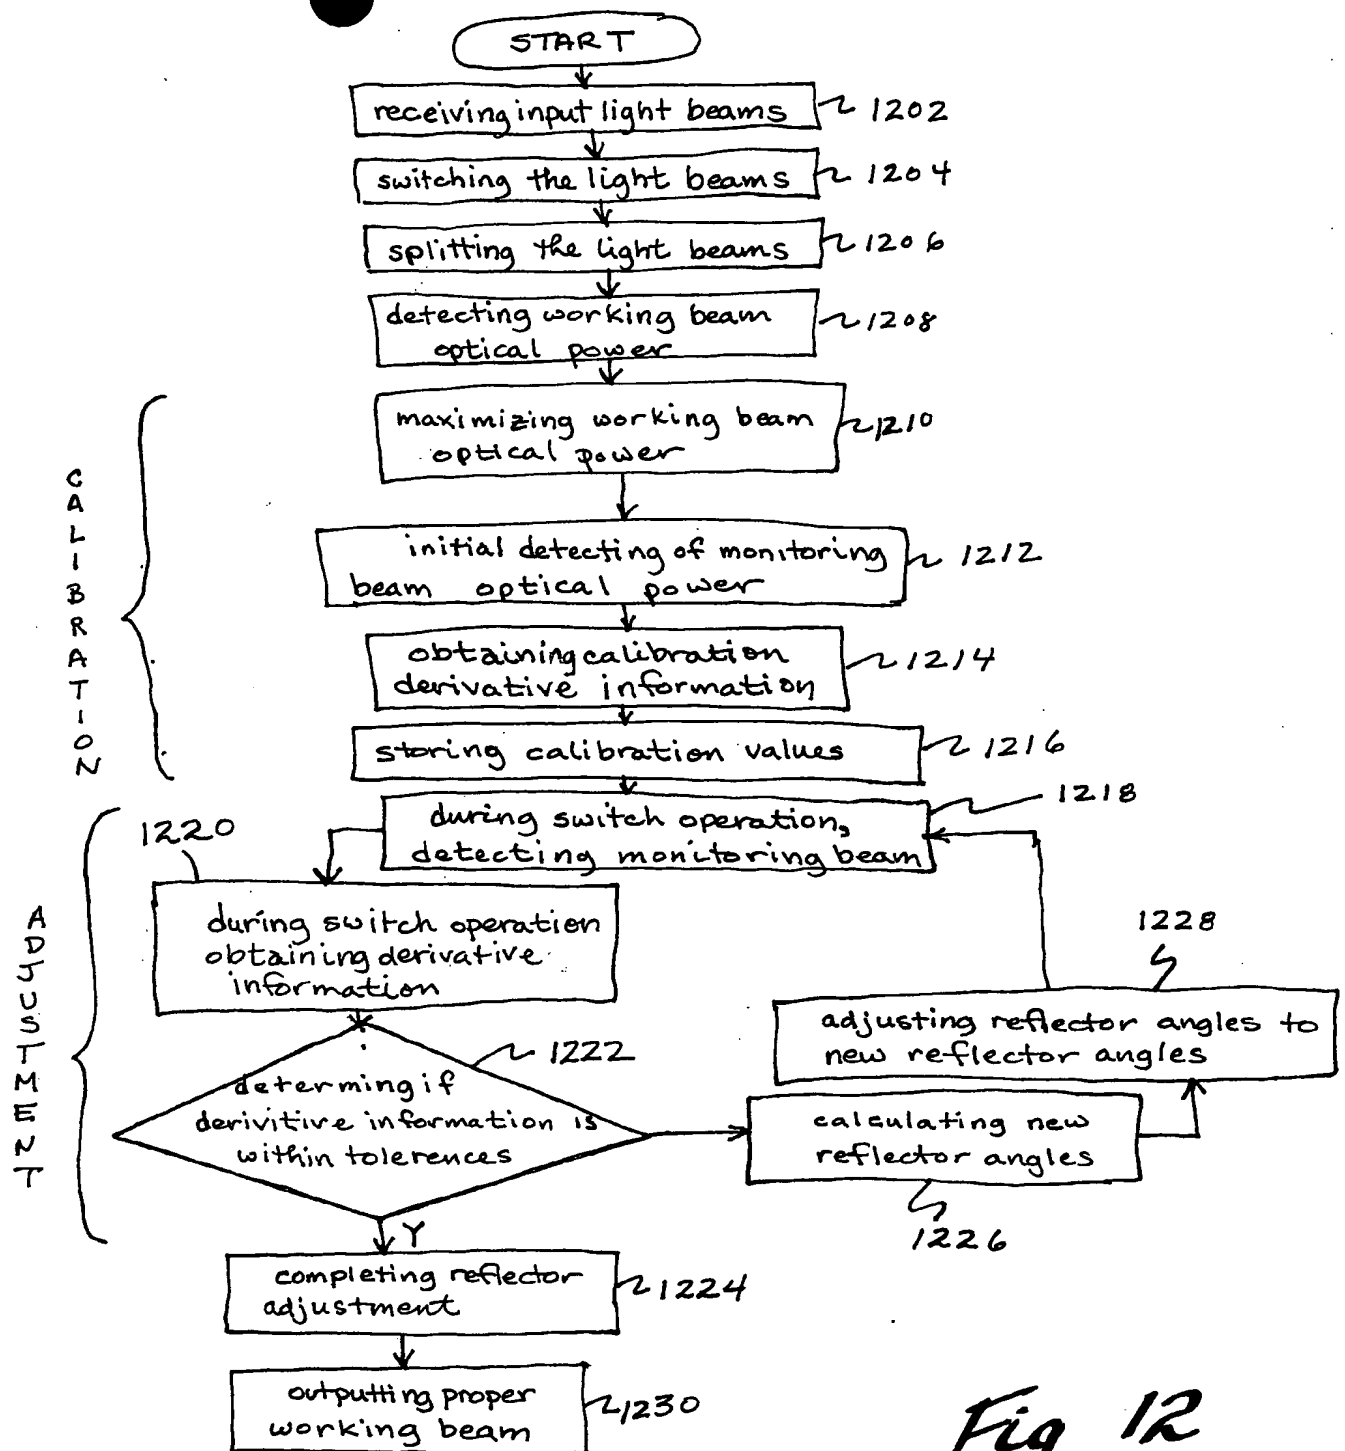 START
receiving input light beams
1202
switching the light beams
1204
splitting the light beams
1206
detecting working beam
optical power
1208
maximizing working beam
optical power
1210
initial detecting of monitoring
beam optical power
1212
obtaining calibration
derivative information
1214
storing calibration values
1216
CALIBRATION
during switch operation,
detecting monitoring beam
1218
1220
during switch operation
obtaining derivative
information
ADJUSTMENT
1222
determing if
derivitive information is
within tolerences
1228
adjusting reflector angles to
new reflector angles
calculating new
reflector angles
1226
Y
completing reflector
adjustment
1224
outputting proper
working beam
1230
Fig 12